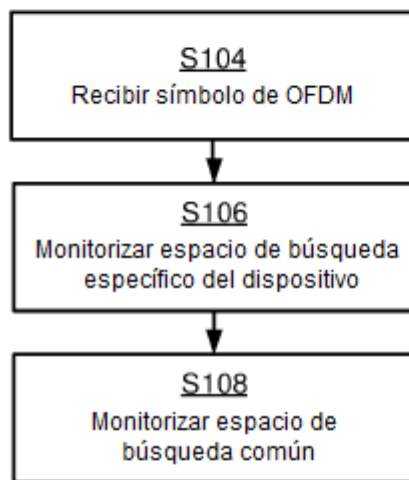 S104
Recibir símbolo de OFDM
S106
Monitorizar espacio de búsqueda
específico del dispositivo
S108
Monitorizar espacio de
búsqueda común